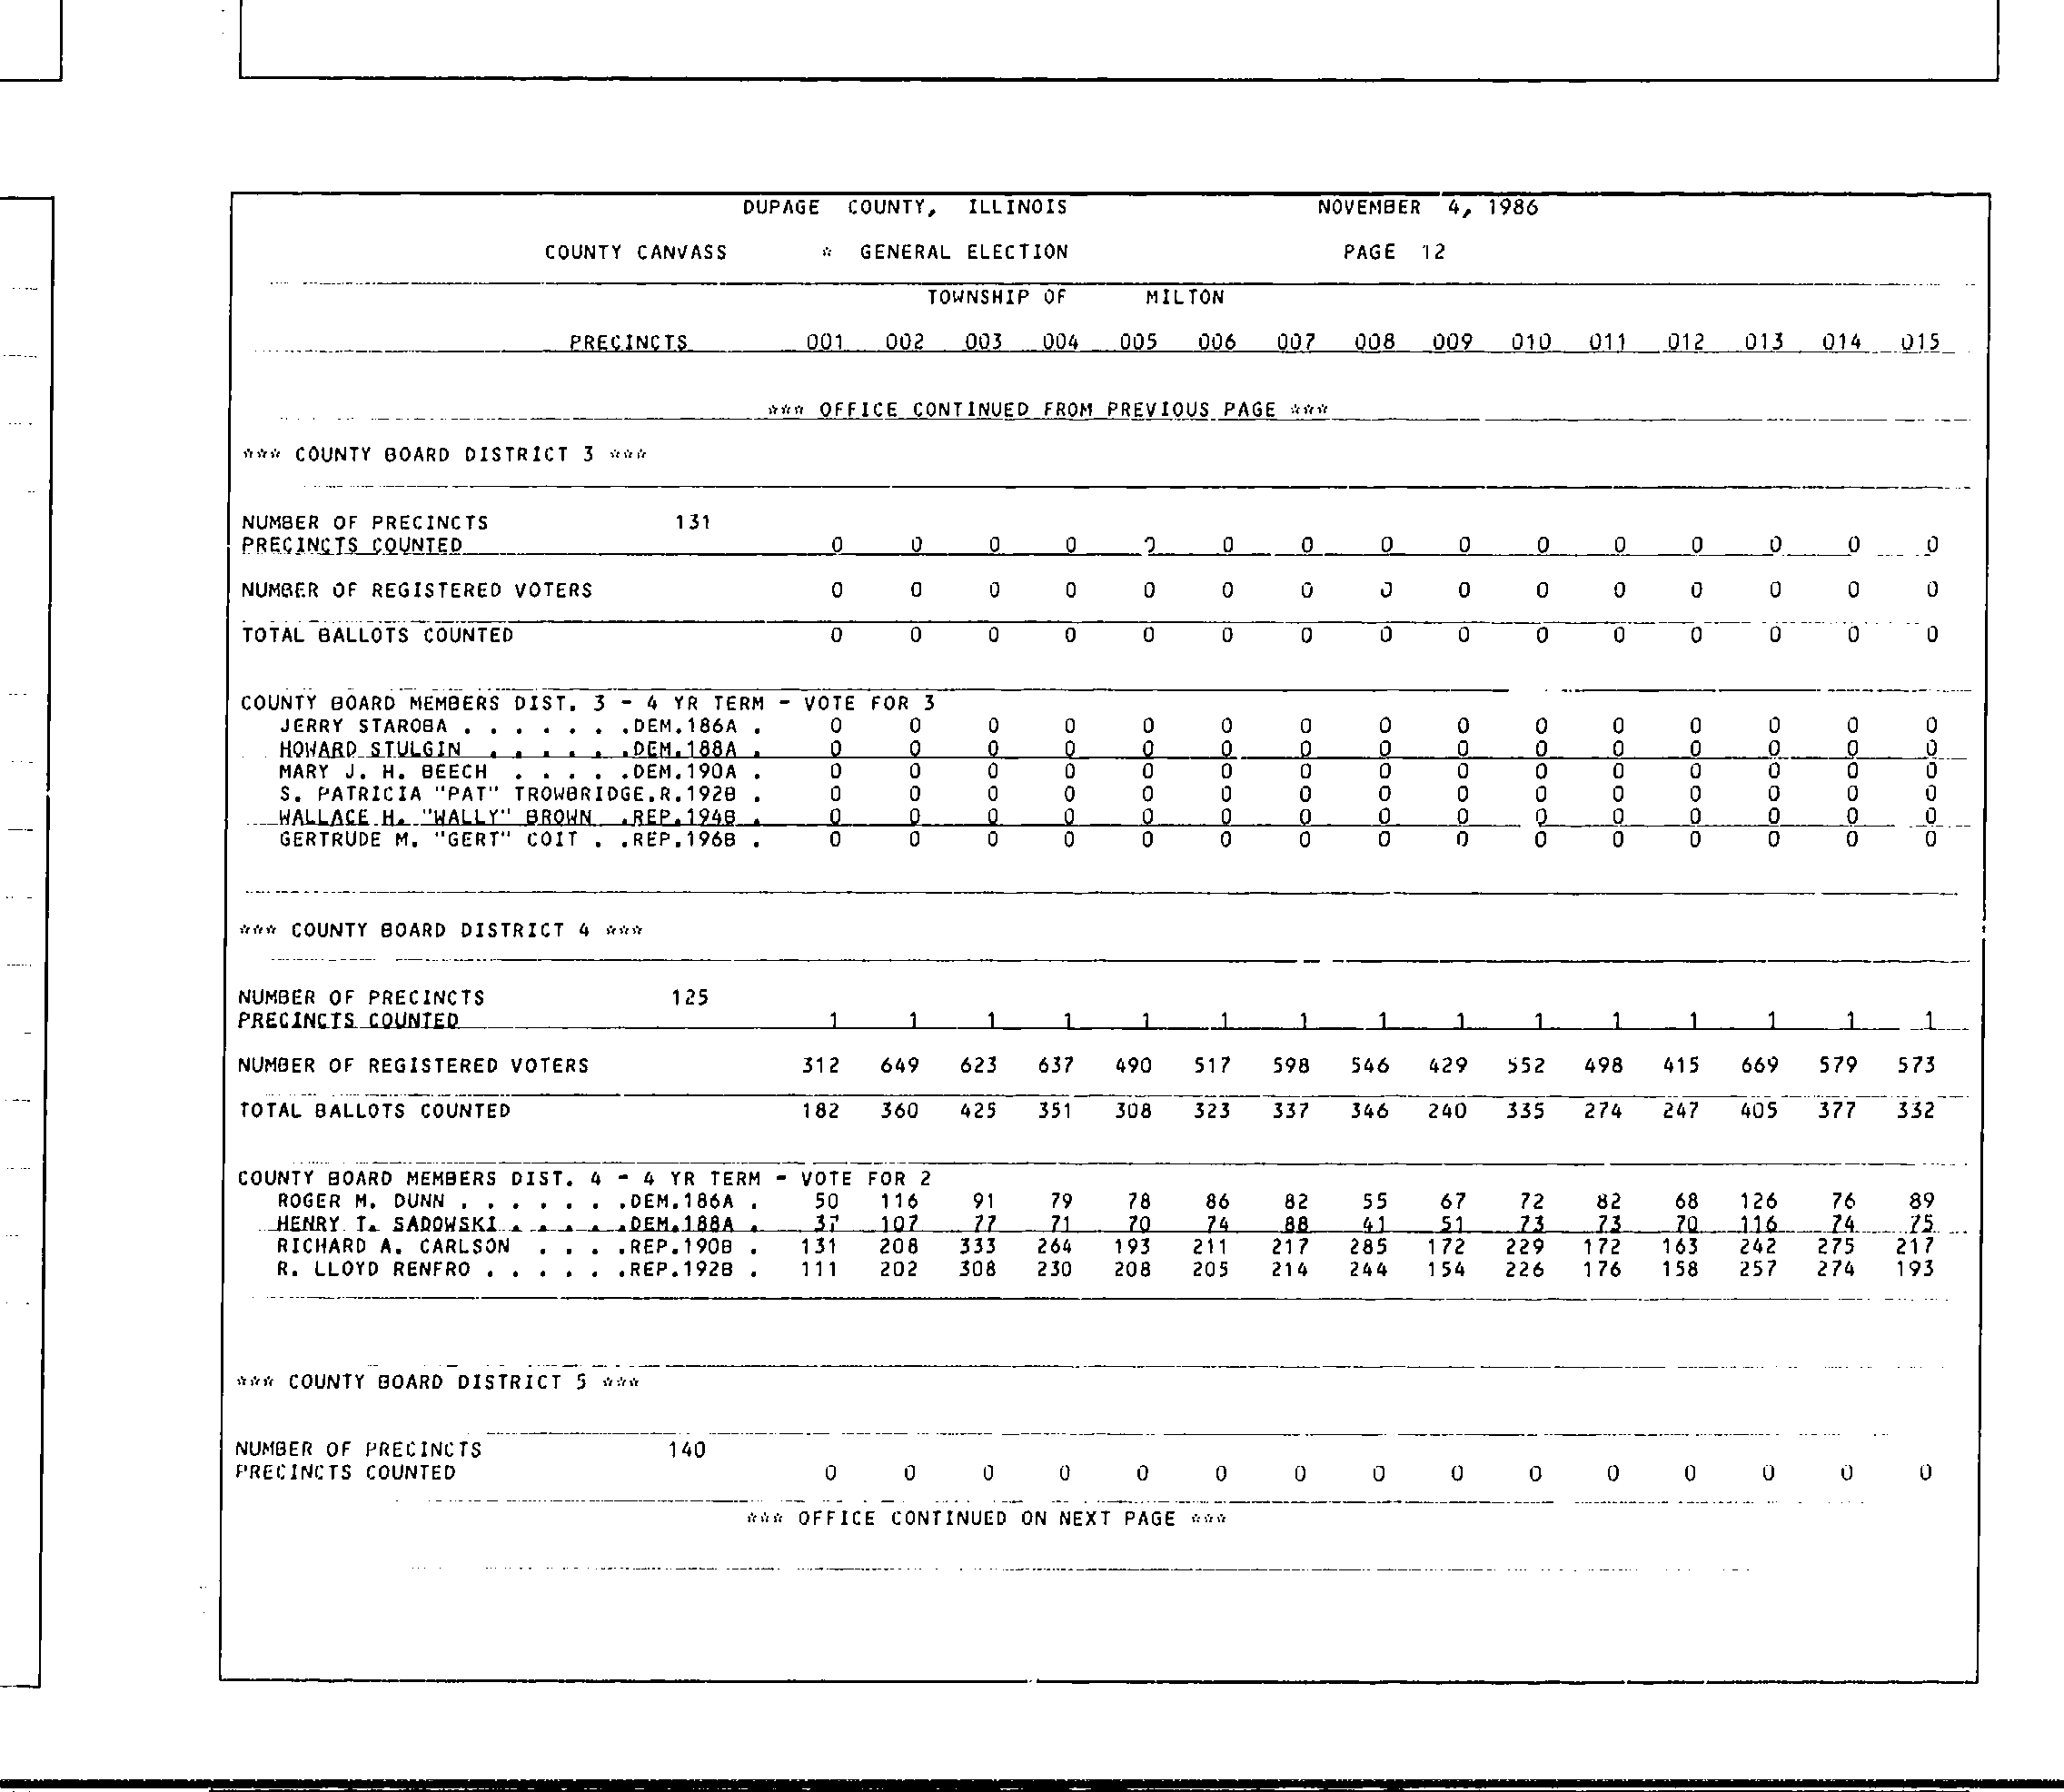 DUPAGE COUNTY, ILLINOIS NOVEMBER 4, 1986
COUNTY CANVASS * GENERAL ELECTION PAGE 12
TOWNSHIP OF MILTON
PRECINCTS 001 002 003 004 005 006 007 008 009 010 011 012 013 014 015
*** OFFICE CONTINUED FROM PREVIOUS PAGE ***
*** COUNTY BOARD DISTRICT 3 ***
NUMBER OF PRECINCTS 131
PRECINCTS COUNTED 0 0 0 0 0 0 0 0 0 0 0 0 0 0 0
NUMBER OF REGISTERED VOTERS 0 0 0 0 0 0 0 0 0 0 0 0 0 0 0
TOTAL BALLOTS COUNTED 0 0 0 0 0 0 0 0 0 0 0 0 0 0 0
COUNTY BOARD MEMBERS DIST. 3 - 4 YR TERM - VOTE FOR 3
JERRY STAROBA . . . . . . .DEM.186A . 0 0 0 0 0 0 0 0 0 0 0 0 0 0 0
HOWARD STULGIN . . . . . .DEM.188A . 0 0 0 0 0 0 0 0 0 0 0 0 0 0 0
MARY J. H. BEECH . . . . .DEM.190A . 0 0 0 0 0 0 0 0 0 0 0 0 0 0 0
S. PATRICIA "PAT" TROWBRIDGE.R.192B . 0 0 0 0 0 0 0 0 0 0 0 0 0 0 0
WALLACE H. "WALLY" BROWN .REP.194B . 0 0 0 0 0 0 0 0 0 0 0 0 0 0 0
GERTRUDE M. "GERT" COIT . .REP.196B . 0 0 0 0 0 0 0 0 0 0 0 0 0 0 0
*** COUNTY BOARD DISTRICT 4 ***
NUMBER OF PRECINCTS 125
PRECINCTS COUNTED 1 1 1 1 1 1 1 1 1 1 1 1 1 1 1
NUMBER OF REGISTERED VOTERS 312 649 623 637 490 517 598 546 429 552 498 415 669 579 573
TOTAL BALLOTS COUNTED 182 360 425 351 308 323 337 346 240 335 274 247 405 377 332
COUNTY BOARD MEMBERS DIST. 4 - 4 YR TERM - VOTE FOR 2
ROGER M. DUNN . . . . . . .DEM.186A . 50 116 91 79 78 86 82 55 67 72 82 68 126 76 89
HENRY T. SADOWSKI . . . . .DEM.188A . 37 107 77 71 70 74 88 41 51 73 73 70 116 74 75
RICHARD A. CARLSON . . . .REP.190B . 131 208 333 264 193 211 217 285 172 229 172 163 242 275 217
R. LLOYD RENFRO . . . . . .REP.192B . 111 202 308 230 208 205 214 244 154 226 176 158 257 274 193
*** COUNTY BOARD DISTRICT 5 ***
NUMBER OF PRECINCTS 140
PRECINCTS COUNTED 0 0 0 0 0 0 0 0 0 0 0 0 0 0 0
*** OFFICE CONTINUED ON NEXT PAGE ***